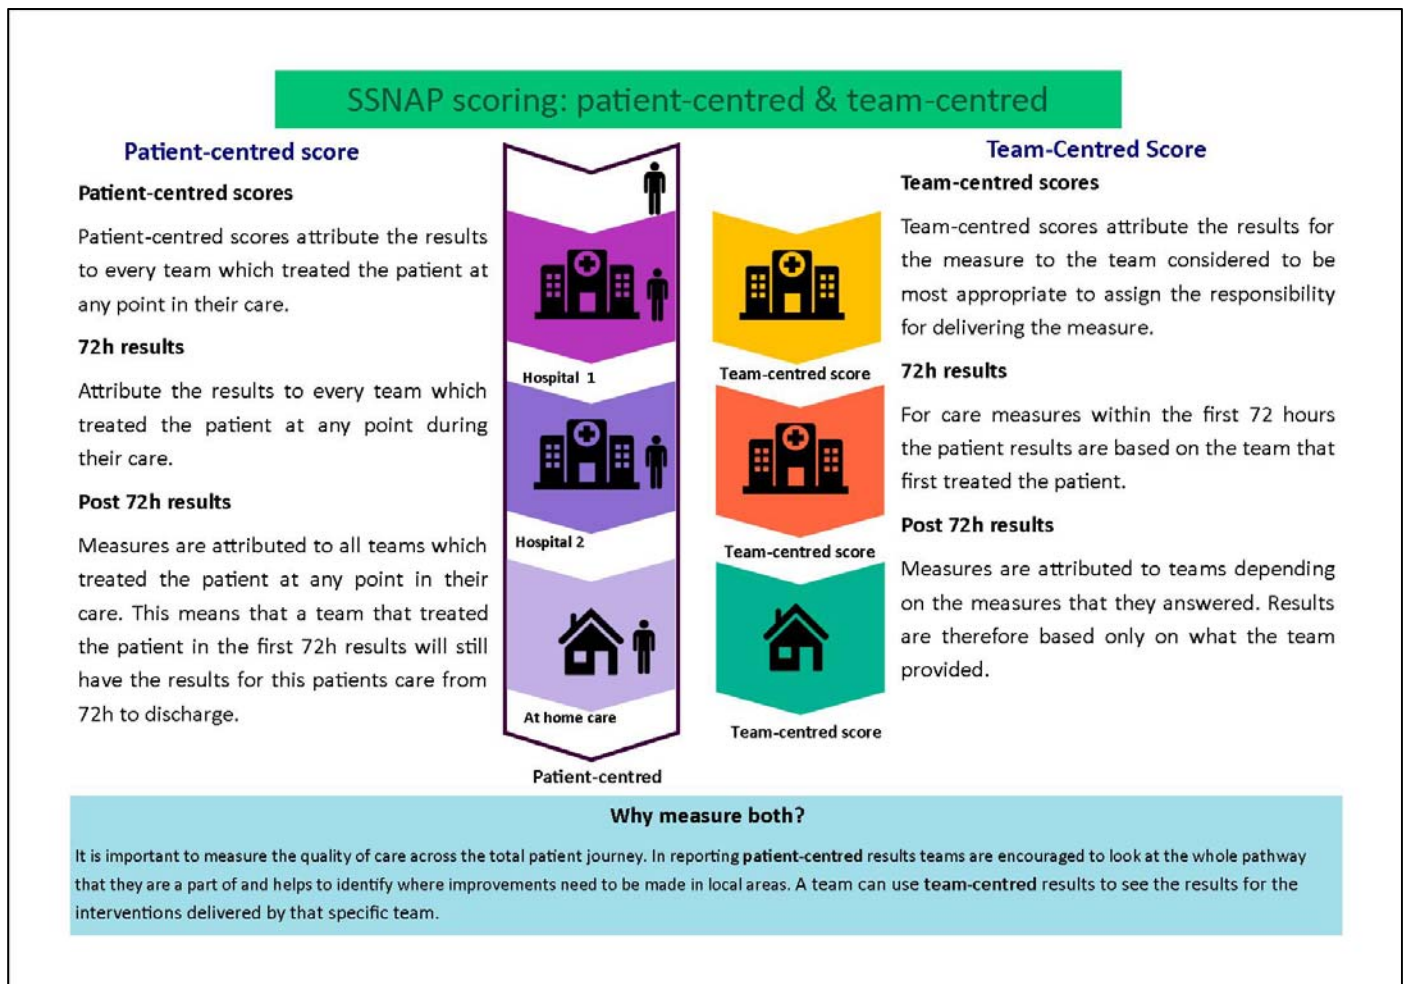 SSNAP scoring: patient-centred & team-centred
Patient-centred score
Patient-centred scores
Patient-centred scores attribute the results
to every team which treated the patient at
any point in their care.
72h results
Attribute the results to every team which
treated the patient at any point during
their care.
Post 72h results
Measures are attributed to all teams which
treated the patient at any point in their
care. This means that a team that treated
the patient in the first 72h results will still
have the results for this patients care from
72h to discharge.
Hospital 1
Hospital 2
At home care
Patient-centred
Team-centred score
Team-centred score
Team-centred score
Team-Centred Score
Team-centred scores
Team-centred scores attribute the results for
the measure to the team considered to be
most appropriate to assign the responsibility
for delivering the measure.
72h results
For care measures within the first 72 hours
the patient results are based on the team that
first treated the patient.
Post 72h results
Measures are attributed to teams depending
on the measures that they answered. Results
are therefore based only on what the team
provided.
Why measure both?
It is important to measure the quality of care across the total patient journey. In reporting patient-centred results teams are encouraged to look at the whole pathway
that they are a part of and helps to identify where improvements need to be made in local areas. A team can use team-centred results to see the results for the
interventions delivered by that specific team.